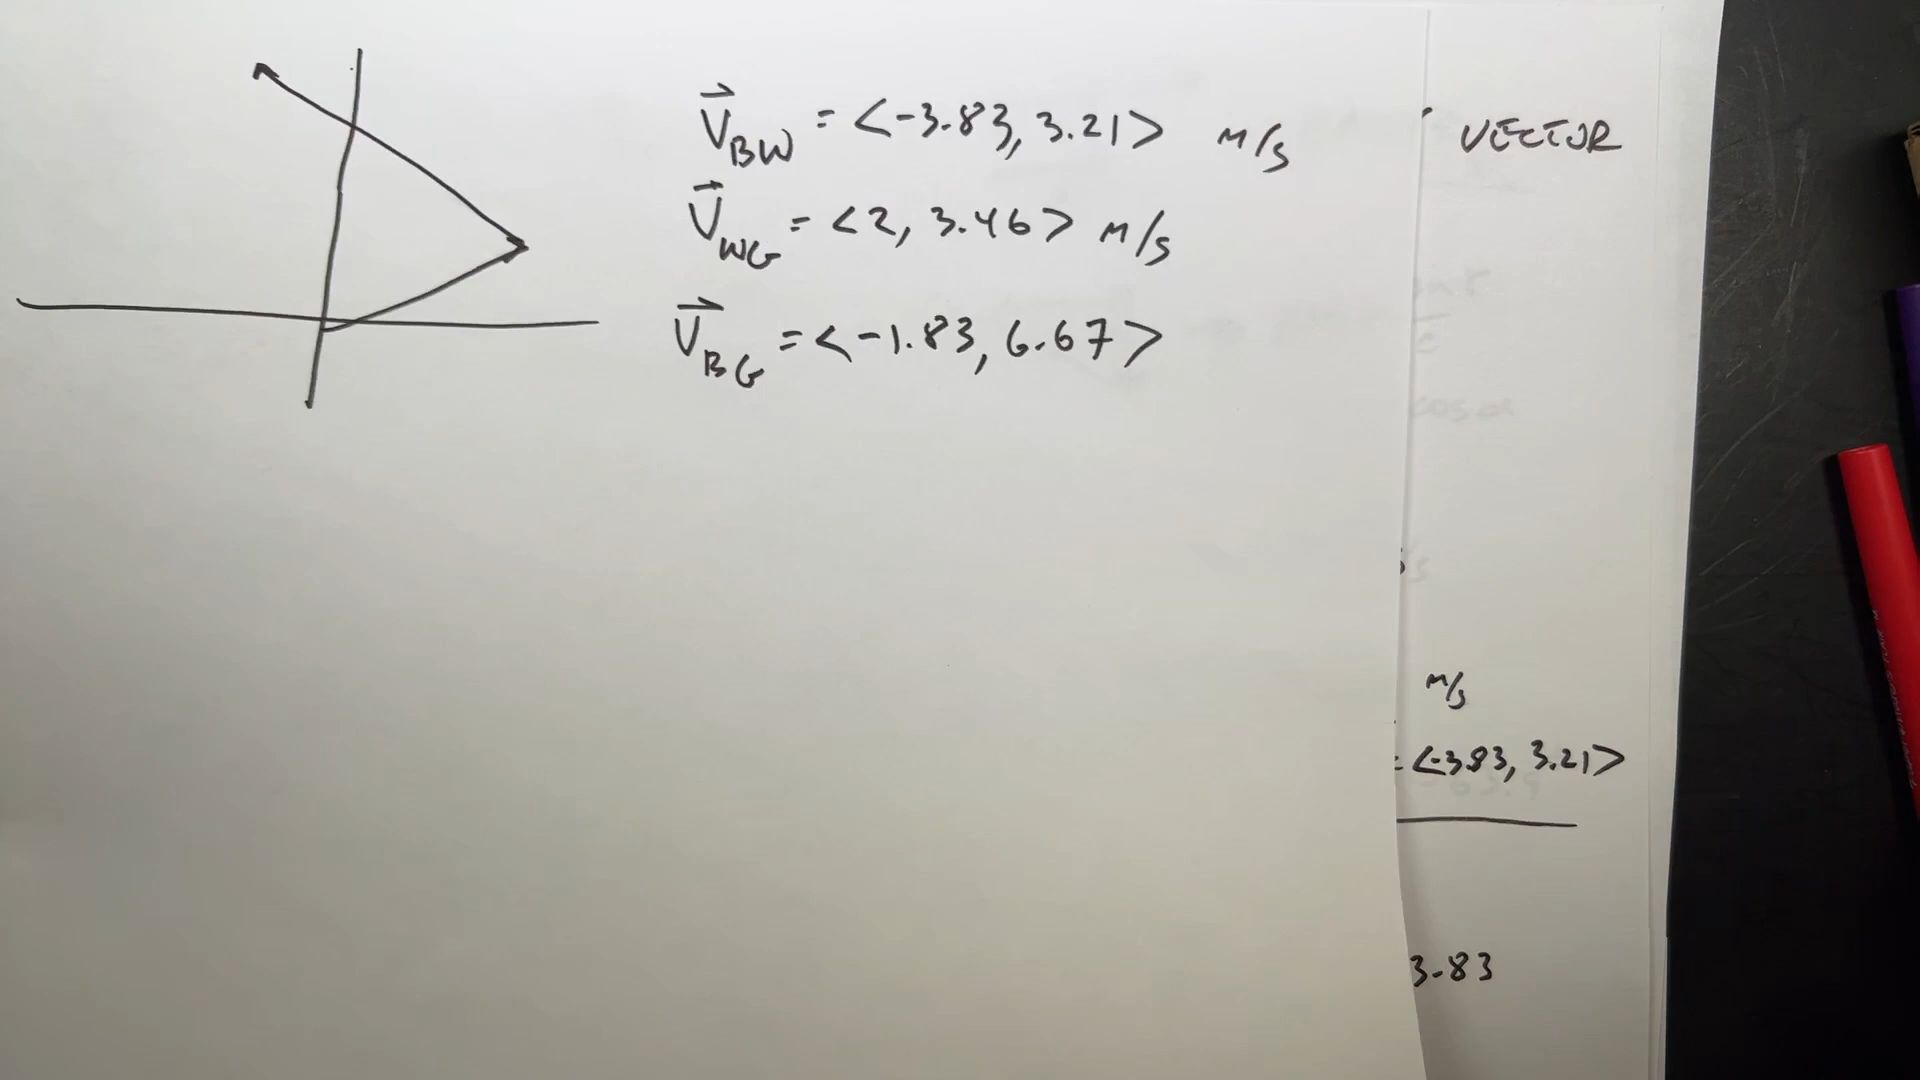 V⃗BW = <-3.83, 3.21> M/S
V⃗WG = <2, 3.46> M/S
V⃗BG = <-1.83, 6.67>
VECTOR
M/S
= <-3.83, 3.21>
3.83